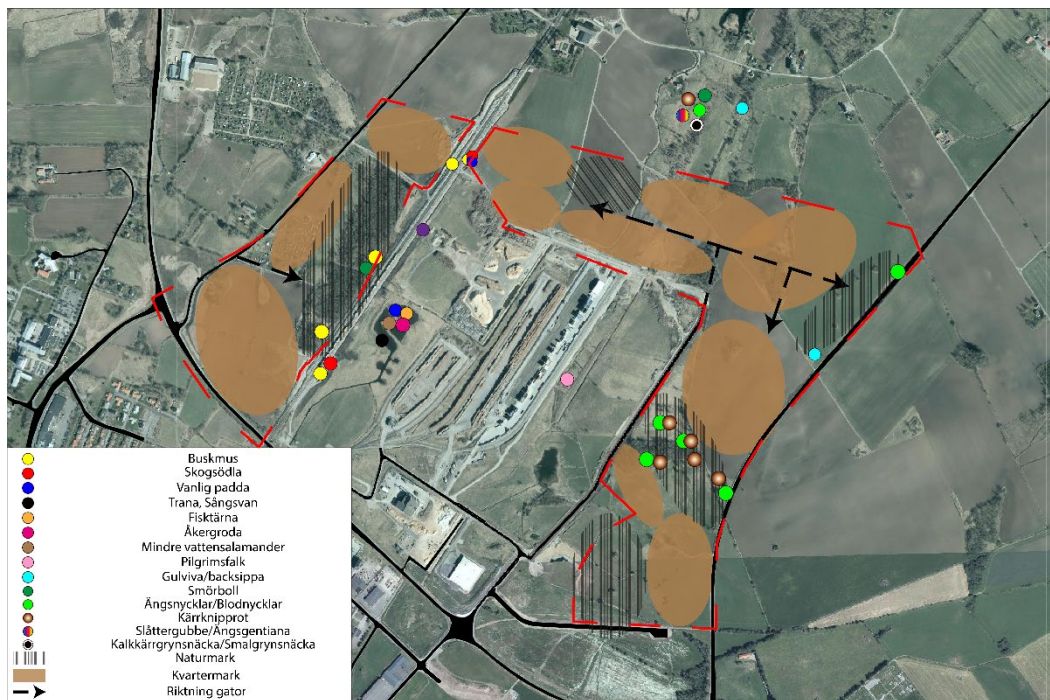 Buskmus
Skogsödla
Vanlig padda
Trana, Sångsvan
Fisktärna
Åkergroda
Mindre vattensalamander
Pilgrimsfalk
Gulviva/backsippa
Smörboll
Ängsnycklar/Blodnycklar
Kärrknipprot
Slåttergubbe/Ängsgentiana
Kalkkärrgrynsnäcka/Smalgrynsnäcka
Naturmark
Kvartermark
Riktning gator